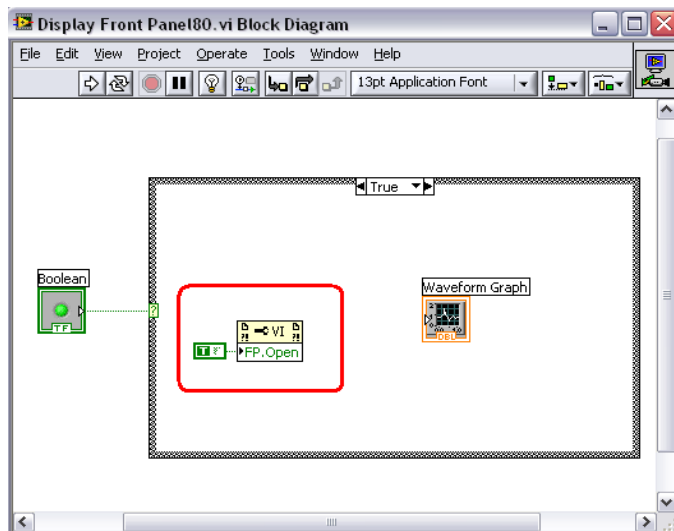 Display Front Panel80.vi Block Diagram
File Edit View Project Operate Tools Window Help
13pt Application Font
True
Boolean
TF
?
Waveform Graph
DBL
?! VI ?!
T F
FP.Open